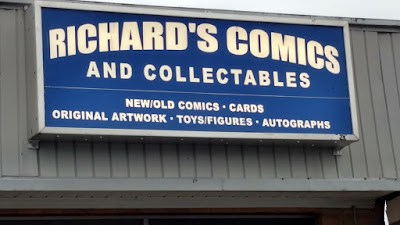 RICHARD'S COMICS
AND COLLECTABLES
NEW/OLD COMICS • CARDS
ORIGINAL ARTWORK • TOYS/FIGURES • AUTOGRAPHS